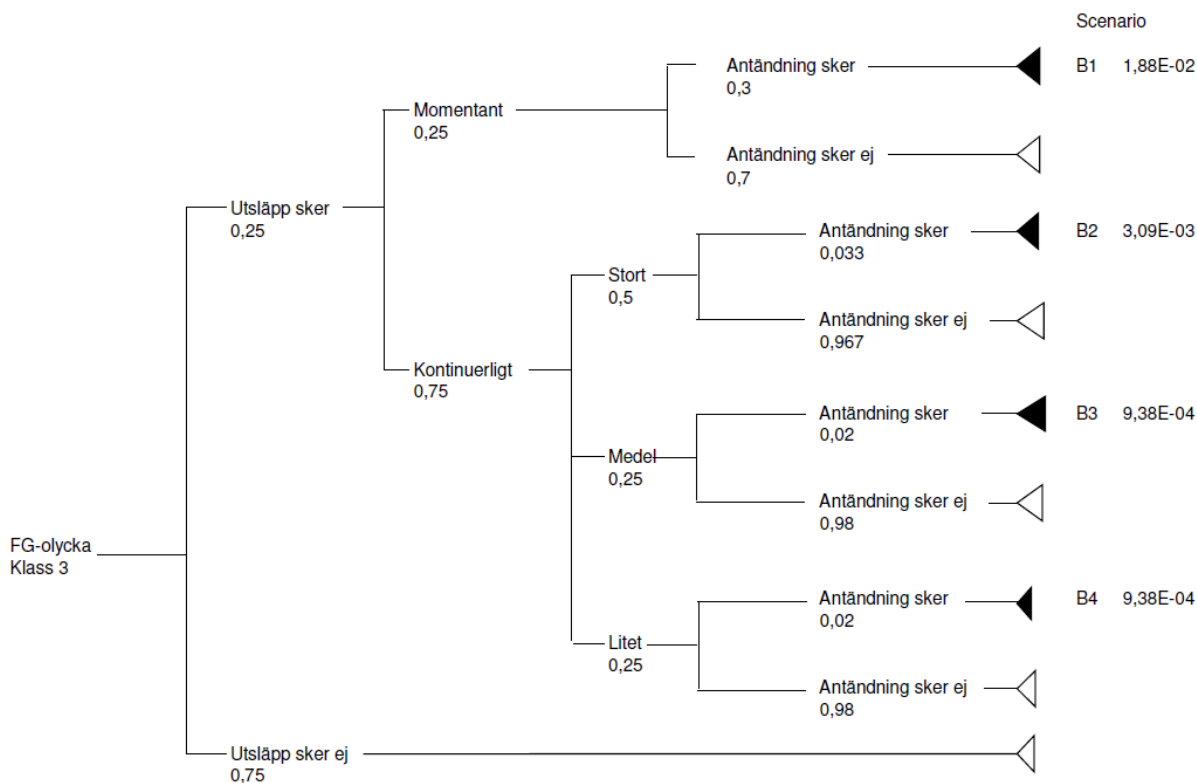 Scenario
Antändning sker
0,3
B1 1,88E-02
Momentant
0,25
Antändning sker ej
0,7
Utsläpp sker
0,25
Antändning sker
0,033
B2 3,09E-03
Stort
0,5
Antändning sker ej
0,967
Kontinuerligt
0,75
Antändning sker
0,02
B3 9,38E-04
Medel
0,25
Antändning sker ej
0,98
FG-olycka
Klass 3
Antändning sker
0,02
B4 9,38E-04
Litet
0,25
Antändning sker ej
0,98
Utsläpp sker ej
0,75